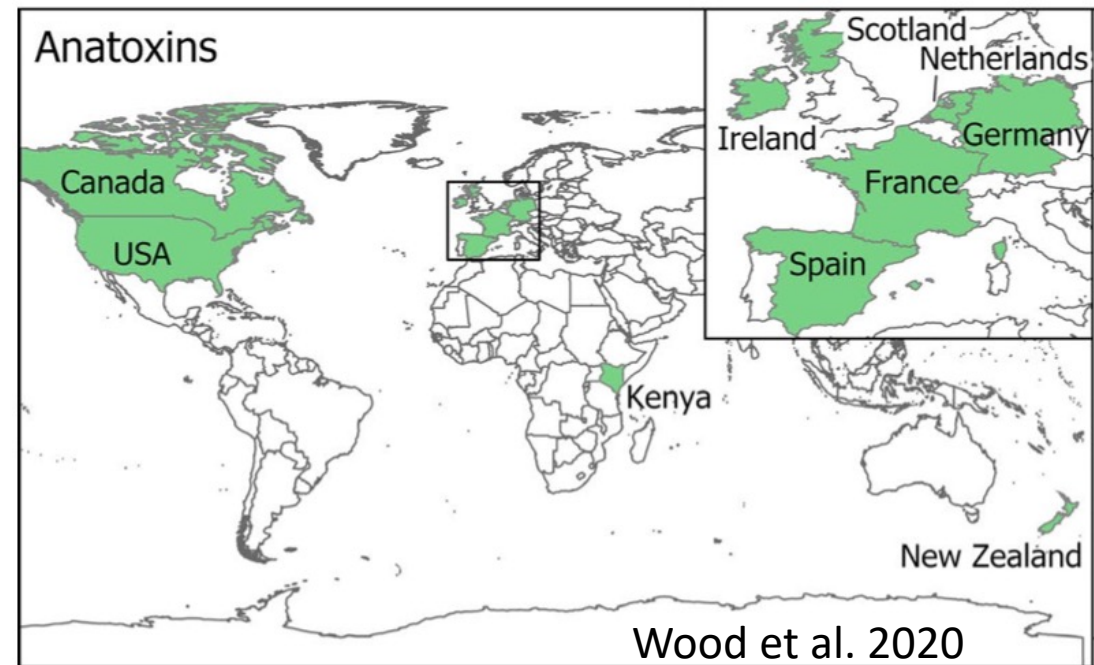 Anatoxins
Scotland
Netherlands
Ireland
Germany
France
Spain
Canada
USA
Kenya
New Zealand
Wood et al. 2020